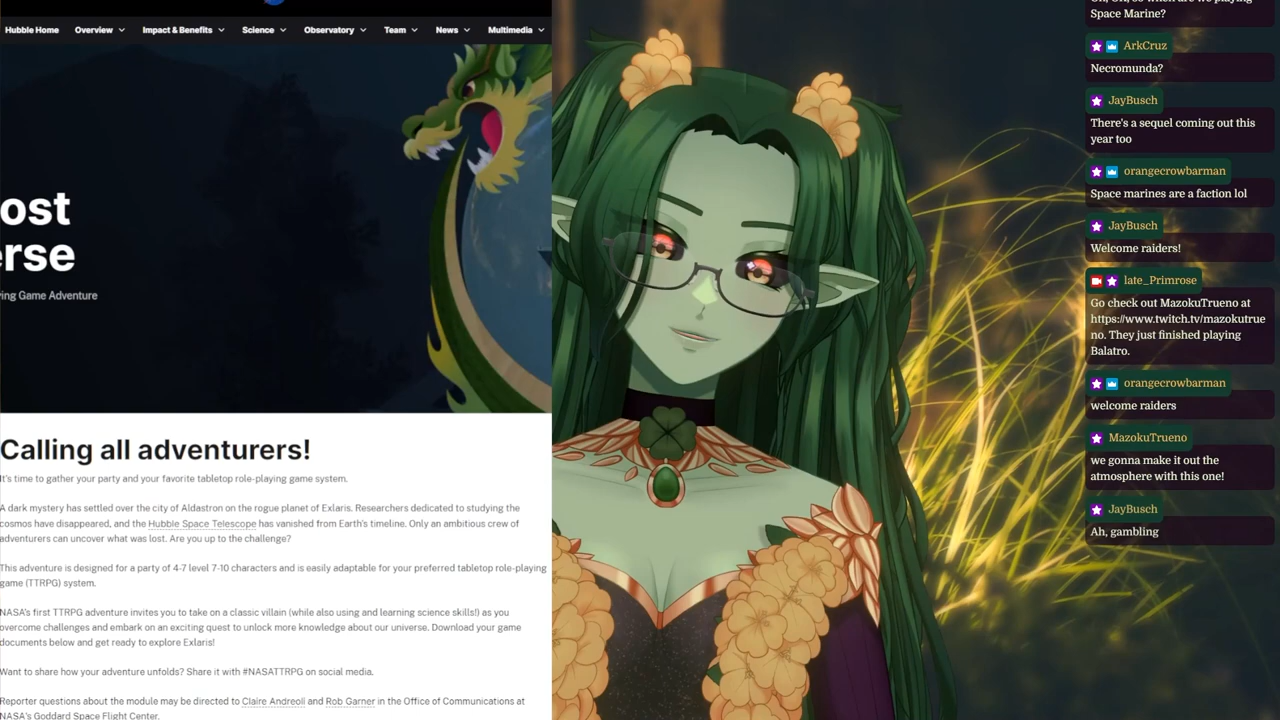 Hubble Home Overview Impact & Benefits Science Observatory Team News Multimedia
ost
erse
ying Game Adventure
Calling all adventurers!
It's time to gather your party and your favorite tabletop role-playing game system.
A dark mystery has settled over the city of Aldastron on the rogue planet of Exlaris. Researchers dedicated to studying the
cosmos have disappeared, and the Hubble Space Telescope has vanished from Earth's timeline. Only an ambitious crew of
adventurers can uncover what was lost. Are you up to the challenge?
This adventure is designed for a party of 4-7 level 7-10 characters and is easily adaptable for your preferred tabletop role-playing
game (TTRPG) system.
NASA's first TTRPG adventure invites you to take on a classic villain (while also using and learning science skills!) as you
overcome challenges and embark on an exciting quest to unlock more knowledge about our universe. Download your game
documents below and get ready to explore Exlaris!
Want to share how your adventure unfolds? Share it with #NASATTRPG on social media.
Reporter questions about the module may be directed to Claire Andreoli and Rob Garner in the Office of Communications at
NASA's Goddard Space Flight Center.
Space Marine?
ArkCruz
Necromunda?
JayBusch
There's a sequel coming out this
year too
orangecrowbarman
Space marines are a faction lol
JayBusch
Welcome raiders!
late_Primrose
Go check out MazokuTrueno at
https://www.twitch.tv/mazokutrue
no. They just finished playing
Balatro.
orangecrowbarman
welcome raiders
MazokuTrueno
we gonna make it out the
atmosphere with this one!
JayBusch
Ah, gambling